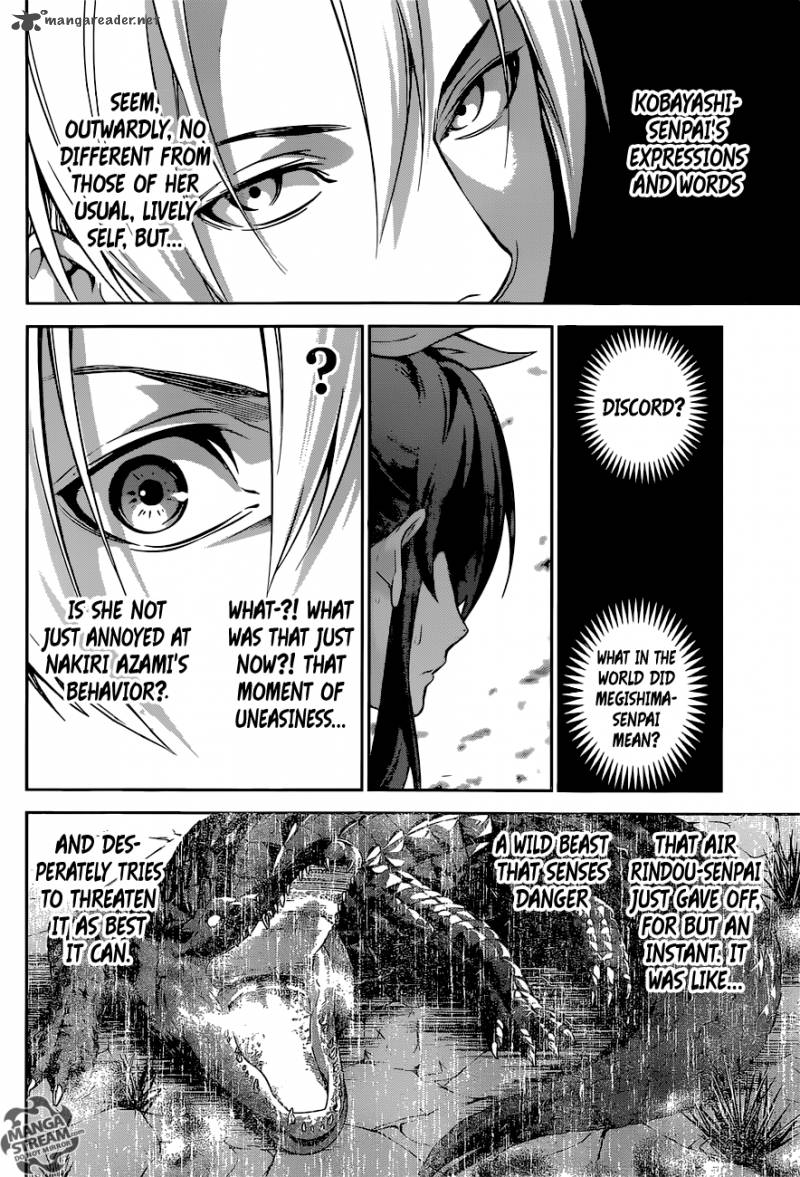 mangareader.net
KOBAYASHI-
SENPAI'S
EXPRESSIONS
AND WORDS
SEEM,
OUTWARDLY, NO
DIFFERENT FROM
THOSE OF HER
USUAL, LIVELY
SELF, BUT...
DISCORD?
WHAT IN THE
WORLD DID
MEGISHIMA-
SENPAI
MEAN?
?
WHAT-?! WHAT
WAS THAT JUST
NOW?! THAT
MOMENT OF
UNEASINESS...
IS SHE NOT
JUST ANNOYED AT
NAKIRI AZAMI'S
BEHAVIOR?
THAT AIR
RINDOU-SENPAI
JUST GAVE OFF,
FOR BUT AN
INSTANT. IT
WAS LIKE...
A WILD BEAST
THAT SENSES
DANGER
AND DES-
PERATELY TRIES
TO THREATEN
IT AS BEST
IT CAN.
MANGA
STREAM
DO NOT MIRROR